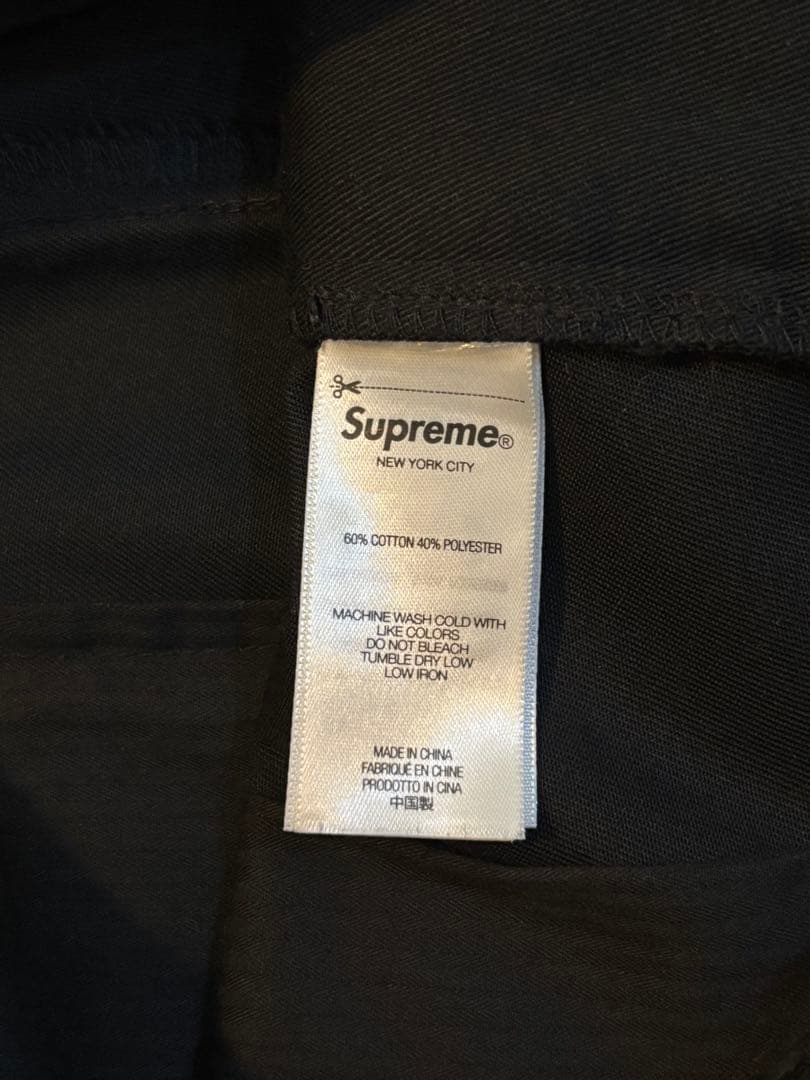 Supreme®
NEW YORK CITY
60% COTTON 40% POLYESTER
MACHINE WASH COLD WITH
LIKE COLORS
DO NOT BLEACH
TUMBLE DRY LOW
LOW IRON
MADE IN CHINA
FABRIQUÉ EN CHINE
PRODOTTO IN CINA
中国製